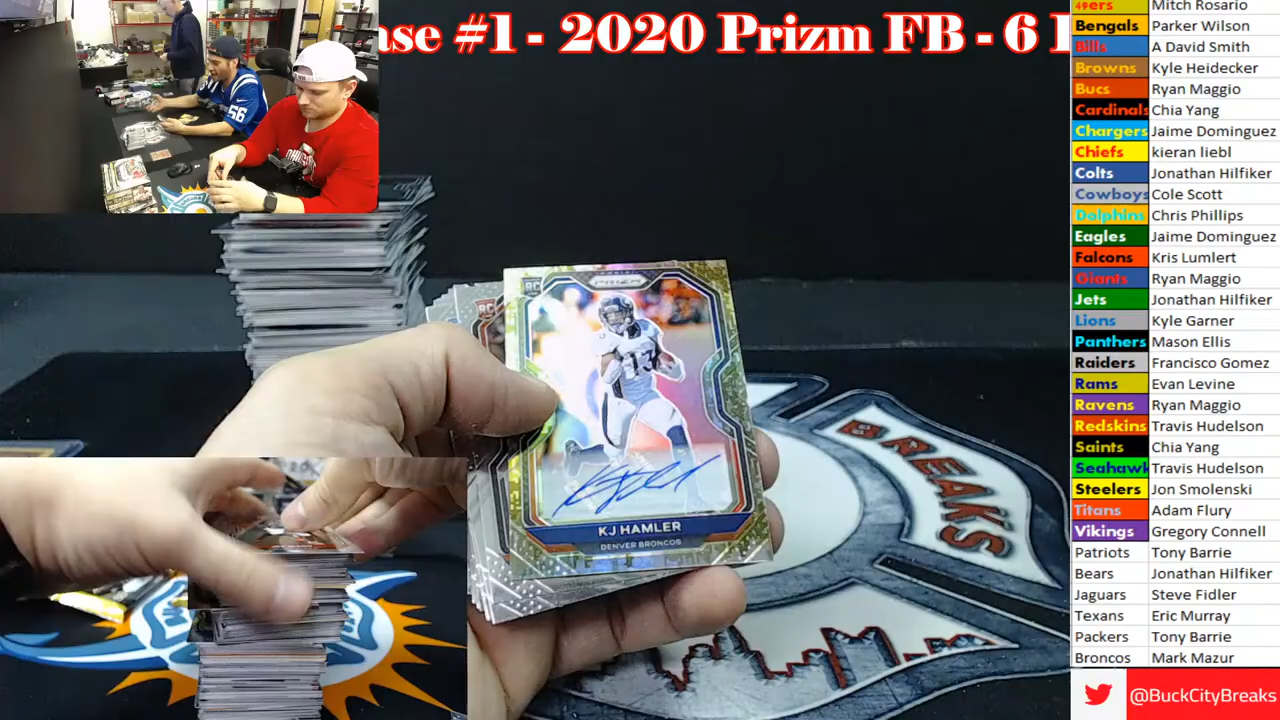 ase #1 - 2020 Prizm FB - 6
49ers Mitch Rosario
Bengals Parker Wilson
Bills A David Smith
Browns Kyle Heidecker
Bucs Ryan Maggio
Cardinals Chia Yang
Chargers Jaime Dominguez
Chiefs kieran liebl
Colts Jonathan Hilfiker
Cowboys Cole Scott
Dolphins Chris Phillips
Eagles Jaime Dominguez
Falcons Kris Lumlert
Giants Ryan Maggio
Jets Jonathan Hilfiker
Lions Kyle Garner
Panthers Mason Ellis
Raiders Francisco Gomez
Rams Evan Levine
Ravens Ryan Maggio
Redskins Travis Hudelson
Saints Chia Yang
Seahawk Travis Hudelson
Steelers Jon Smolenski
Titans Adam Flury
Vikings Gregory Connell
Patriots Tony Barrie
Bears Jonathan Hilfiker
Jaguars Steve Fidler
Texans Eric Murray
Packers Tony Barrie
Broncos Mark Mazur
@BuckCityBreaks
56
RC
RC
PRIZM
13
KJ HAMLER
DENVER BRONCOS
BREAKS